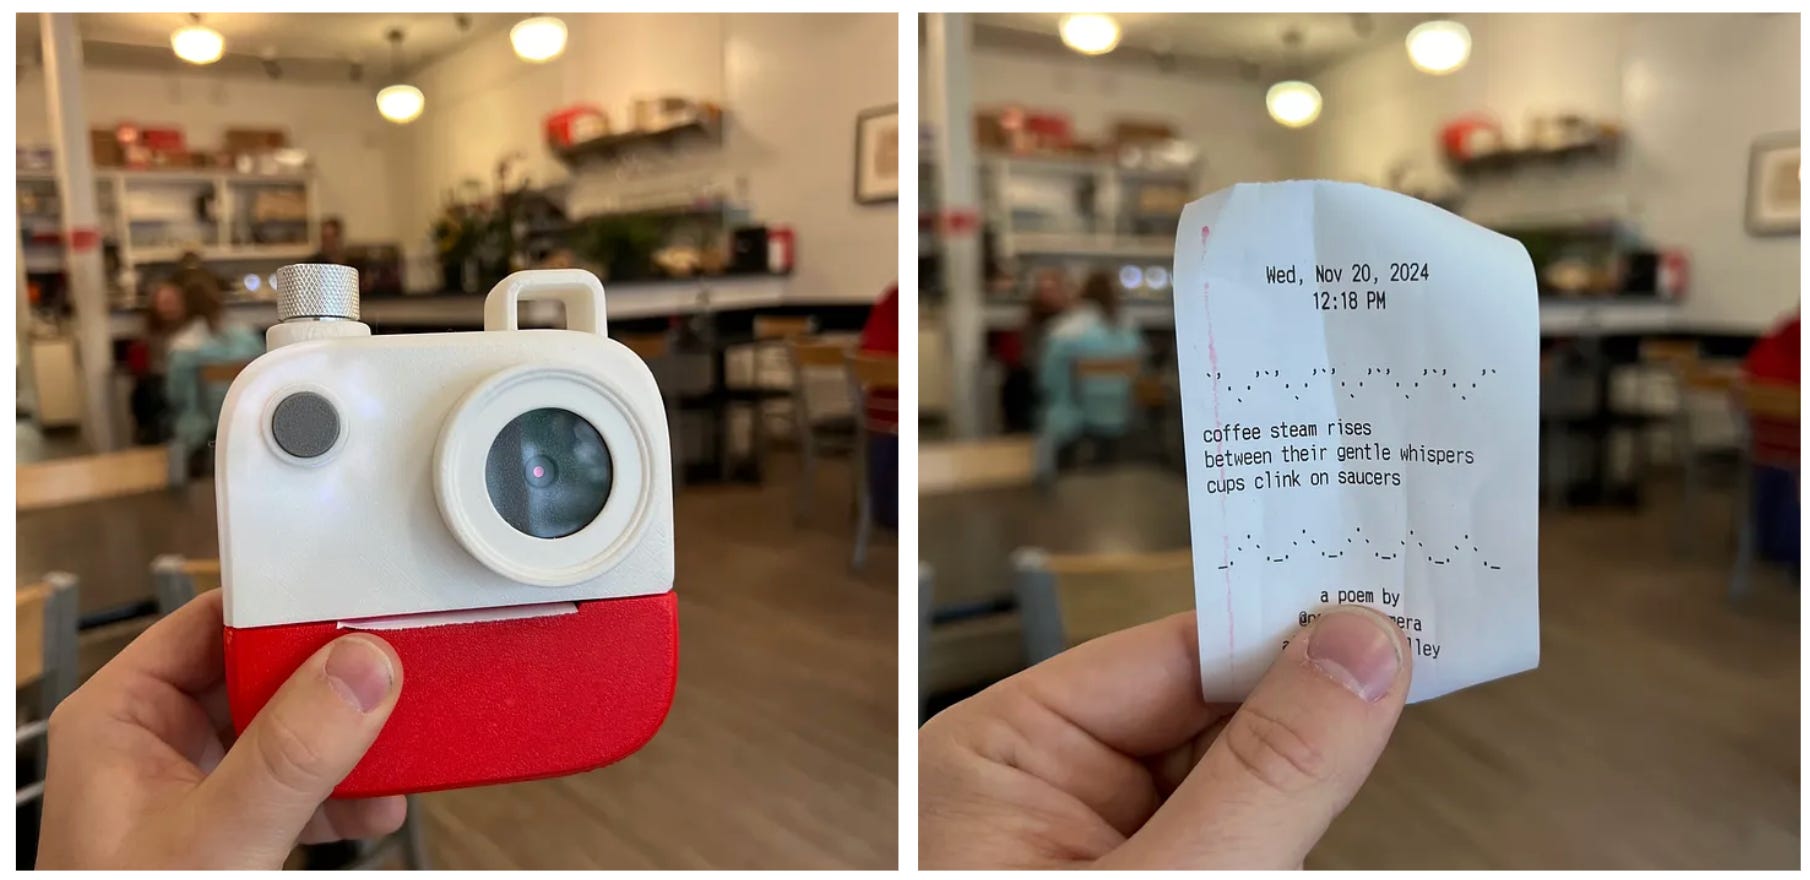 Wed, Nov 20, 2024
12:18 PM
coffee steam rises
between their gentle whispers
cups clink on saucers
a poem by